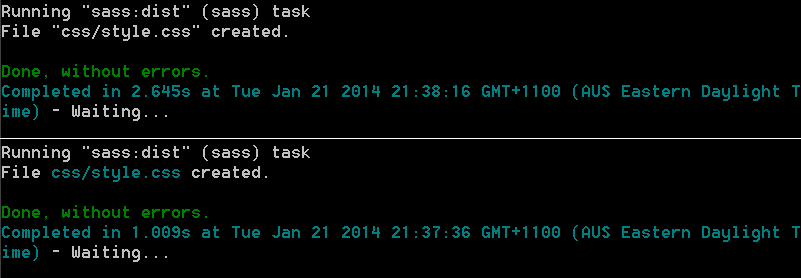 Running "sass:dist" (sass) task
File "css/style.css" created.
Done, without errors.
Completed in 2.645s at Tue Jan 21 2014 21:38:16 GMT+1100 (AUS Eastern Daylight T
ime) - Waiting...
Running "sass:dist" (sass) task
File css/style.css created.
Done, without errors.
Completed in 1.009s at Tue Jan 21 2014 21:37:36 GMT+1100 (AUS Eastern Daylight T
ime) - Waiting...